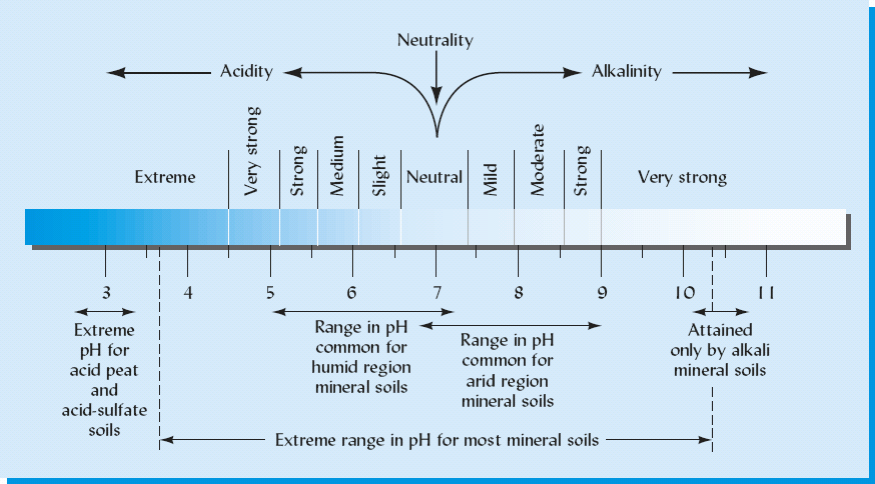 Neutrality
Acidity
Alkalinity
Extreme
Very strong
Strong
Medium
Slight
Neutral
Mild
Moderate
Strong
Very strong
3 4 5 6 7 8 9 10 11
Extreme
pH for
acid peat
and
acid-sulfate
soils
Range in pH
common for
humid region
mineral soils
Range in pH
common for
arid region
mineral soils
Attained
only by alkali
mineral soils
Extreme range in pH for most mineral soils